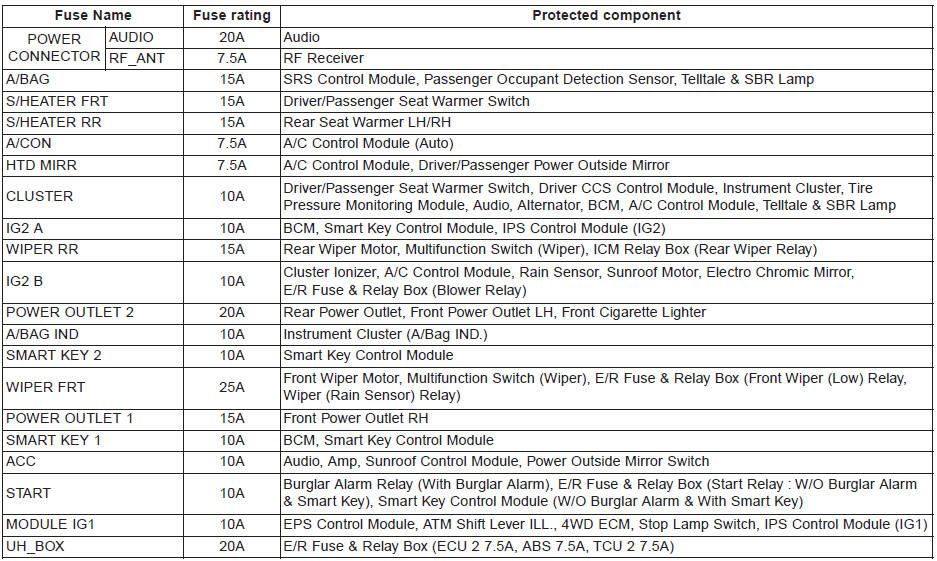 Fuse Name Fuse rating Protected component
POWER CONNECTOR AUDIO 20A Audio
RF_ANT 7.5A RF Receiver
A/BAG 15A SRS Control Module, Passenger Occupant Detection Sensor, Telltale & SBR Lamp
S/HEATER FRT 15A Driver/Passenger Seat Warmer Switch
S/HEATER RR 15A Rear Seat Warmer LH/RH
A/CON 7.5A A/C Control Module (Auto)
HTD MIRR 7.5A A/C Control Module, Driver/Passenger Power Outside Mirror
CLUSTER 10A Driver/Passenger Seat Warmer Switch, Driver CCS Control Module, Instrument Cluster, Tire
Pressure Monitoring Module, Audio, Alternator, BCM, A/C Control Module, Telltale & SBR Lamp
IG2 A 10A BCM, Smart Key Control Module, IPS Control Module (IG2)
WIPER RR 15A Rear Wiper Motor, Multifunction Switch (Wiper), ICM Relay Box (Rear Wiper Relay)
IG2 B 10A Cluster Ionizer, A/C Control Module, Rain Sensor, Sunroof Motor, Electro Chromic Mirror,
E/R Fuse & Relay Box (Blower Relay)
POWER OUTLET 2 20A Rear Power Outlet, Front Power Outlet LH, Front Cigarette Lighter
A/BAG IND 10A Instrument Cluster (A/Bag IND.)
SMART KEY 2 10A Smart Key Control Module
WIPER FRT 25A Front Wiper Motor, Multifunction Switch (Wiper), E/R Fuse & Relay Box (Front Wiper (Low) Relay,
Wiper (Rain Sensor) Relay)
POWER OUTLET 1 15A Front Power Outlet RH
SMART KEY 1 10A BCM, Smart Key Control Module
ACC 10A Audio, Amp, Sunroof Control Module, Power Outside Mirror Switch
START 10A Burglar Alarm Relay (With Burglar Alarm), E/R Fuse & Relay Box (Start Relay : W/O Burglar Alarm
& Smart Key), Smart Key Control Module (W/O Burglar Alarm & With Smart Key)
MODULE IG1 10A EPS Control Module, ATM Shift Lever ILL., 4WD ECM, Stop Lamp Switch, IPS Control Module (IG1)
UH_BOX 20A E/R Fuse & Relay Box (ECU 2 7.5A, ABS 7.5A, TCU 2 7.5A)